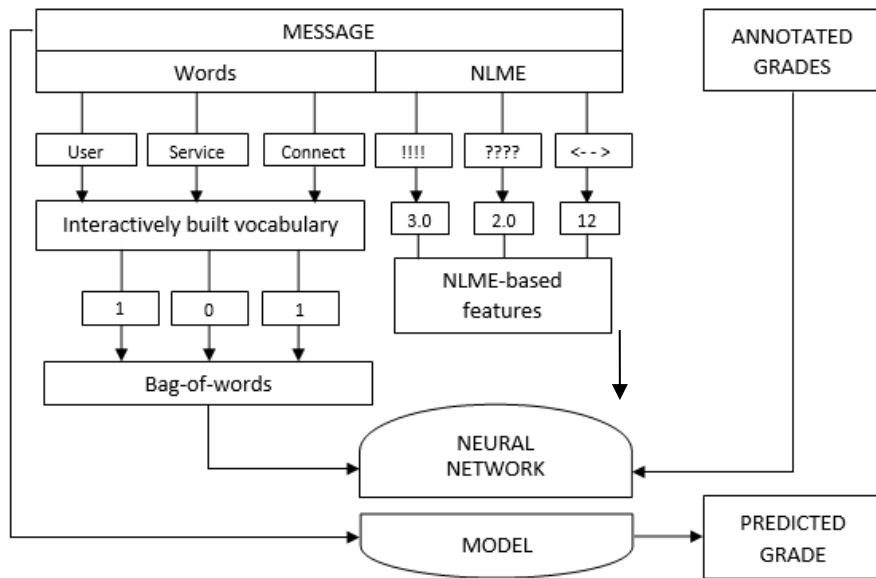 MESSAGE
ANNOTATED
GRADES
Words
NLME
User
Service
Connect
!!!!
????
<-->
Interactively built vocabulary
3.0
2.0
12
NLME-based
features
1
0
1
Bag-of-words
NEURAL
NETWORK
MODEL
PREDICTED
GRADE